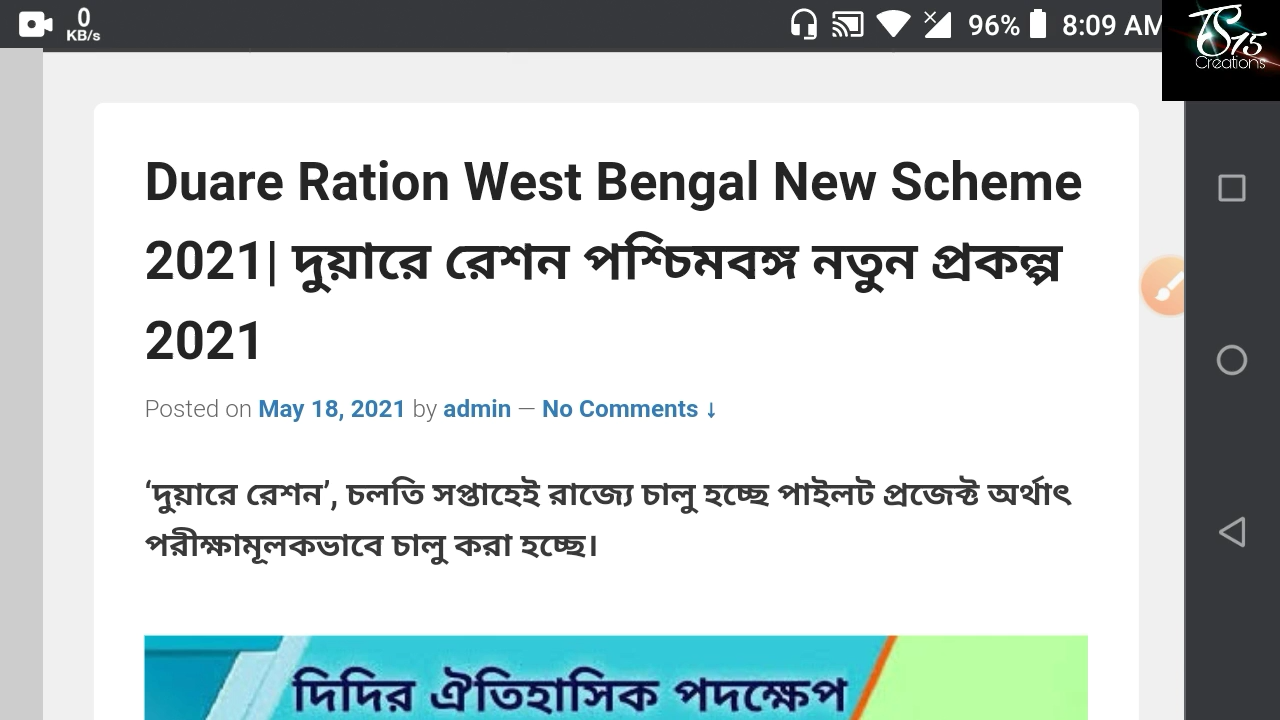 0
KB/s
96%
8:09 AM
TS15
Creations
Duare Ration West Bengal New Scheme
2021| দুয়ারে রেশন পশ্চিমবঙ্গ নতুন প্রকল্প
2021
Posted on May 18, 2021 by admin — No Comments ↓
‘দুয়ারে রেশন’, চলতি সপ্তাহেই রাজ্যে চালু হচ্ছে পাইলট প্রজেক্ট অর্থাৎ
পরীক্ষামূলকভাবে চালু করা হচ্ছে।
দিদির ঐতিহাসিক পদক্ষেপ